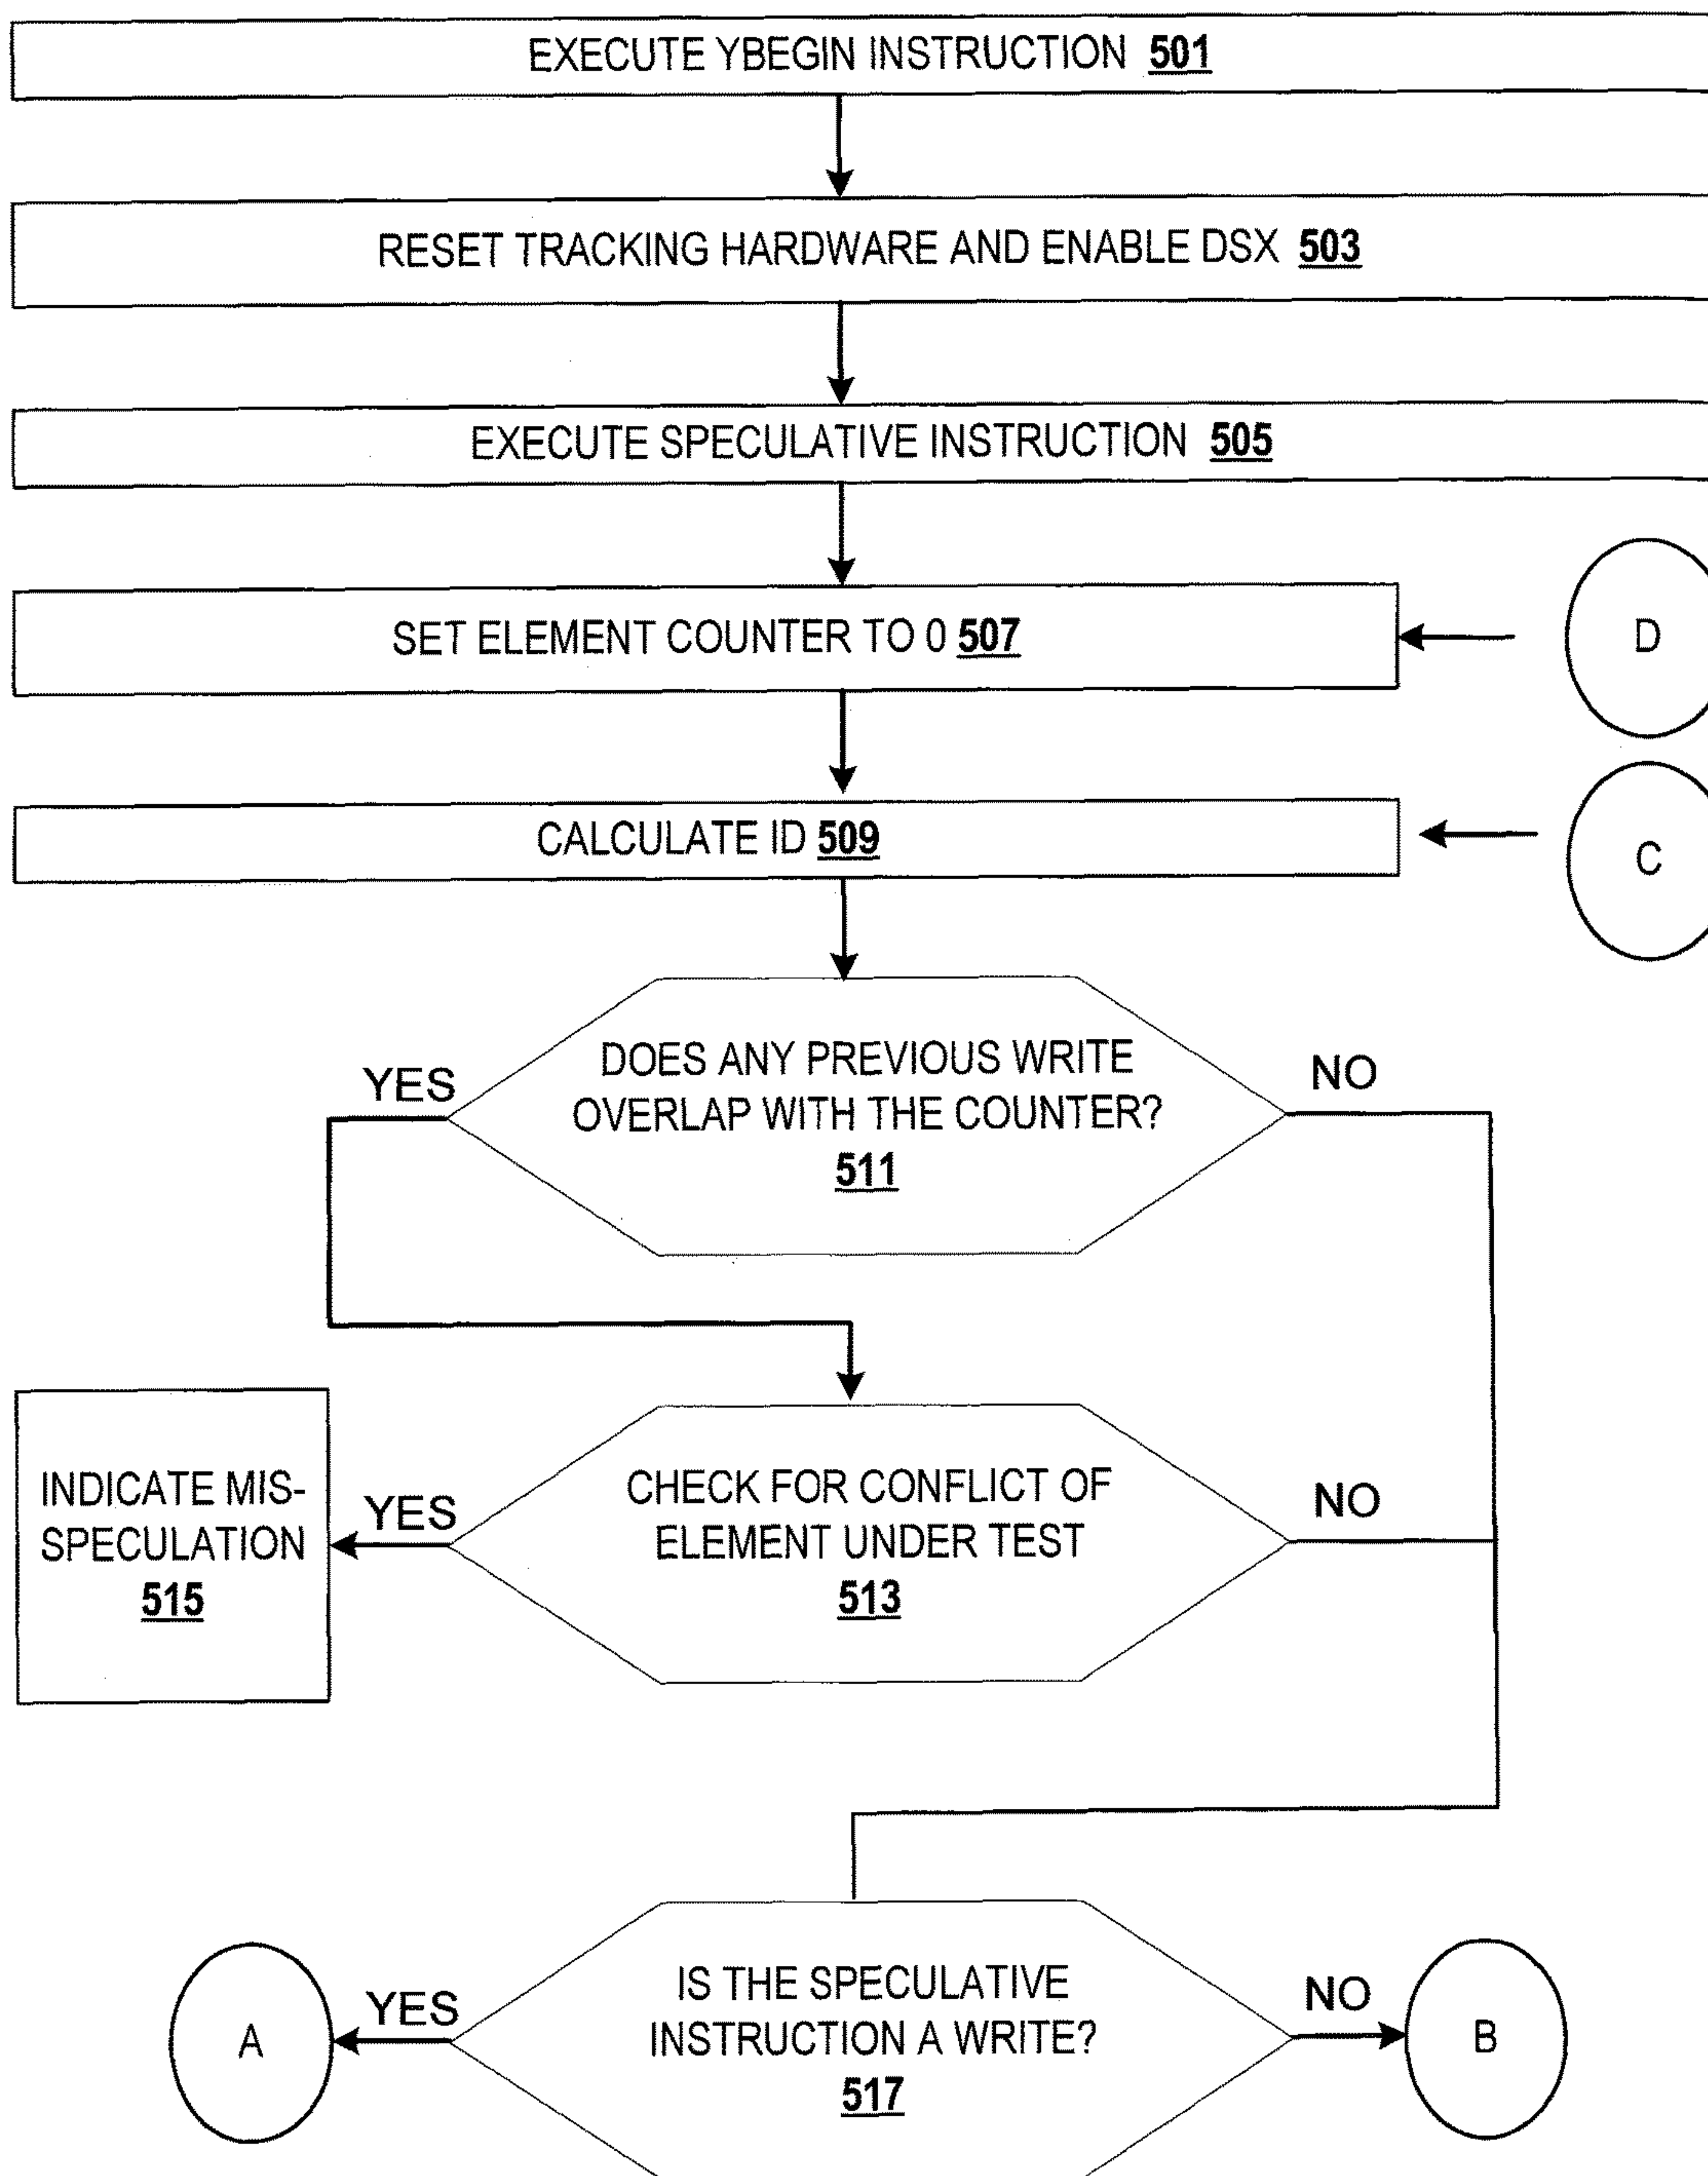 EXECUTE YBEGIN INSTRUCTION 501
RESET TRACKING HARDWARE AND ENABLE DSX 503
EXECUTE SPECULATIVE INSTRUCTION 505
SET ELEMENT COUNTER TO 0 507
D
CALCULATE ID 509
C
DOES ANY PREVIOUS WRITE
OVERLAP WITH THE COUNTER?
511
YES
NO
CHECK FOR CONFLICT OF
ELEMENT UNDER TEST
513
YES
NO
INDICATE MIS-
SPECULATION
515
IS THE SPECULATIVE
INSTRUCTION A WRITE?
517
YES
NO
A
B